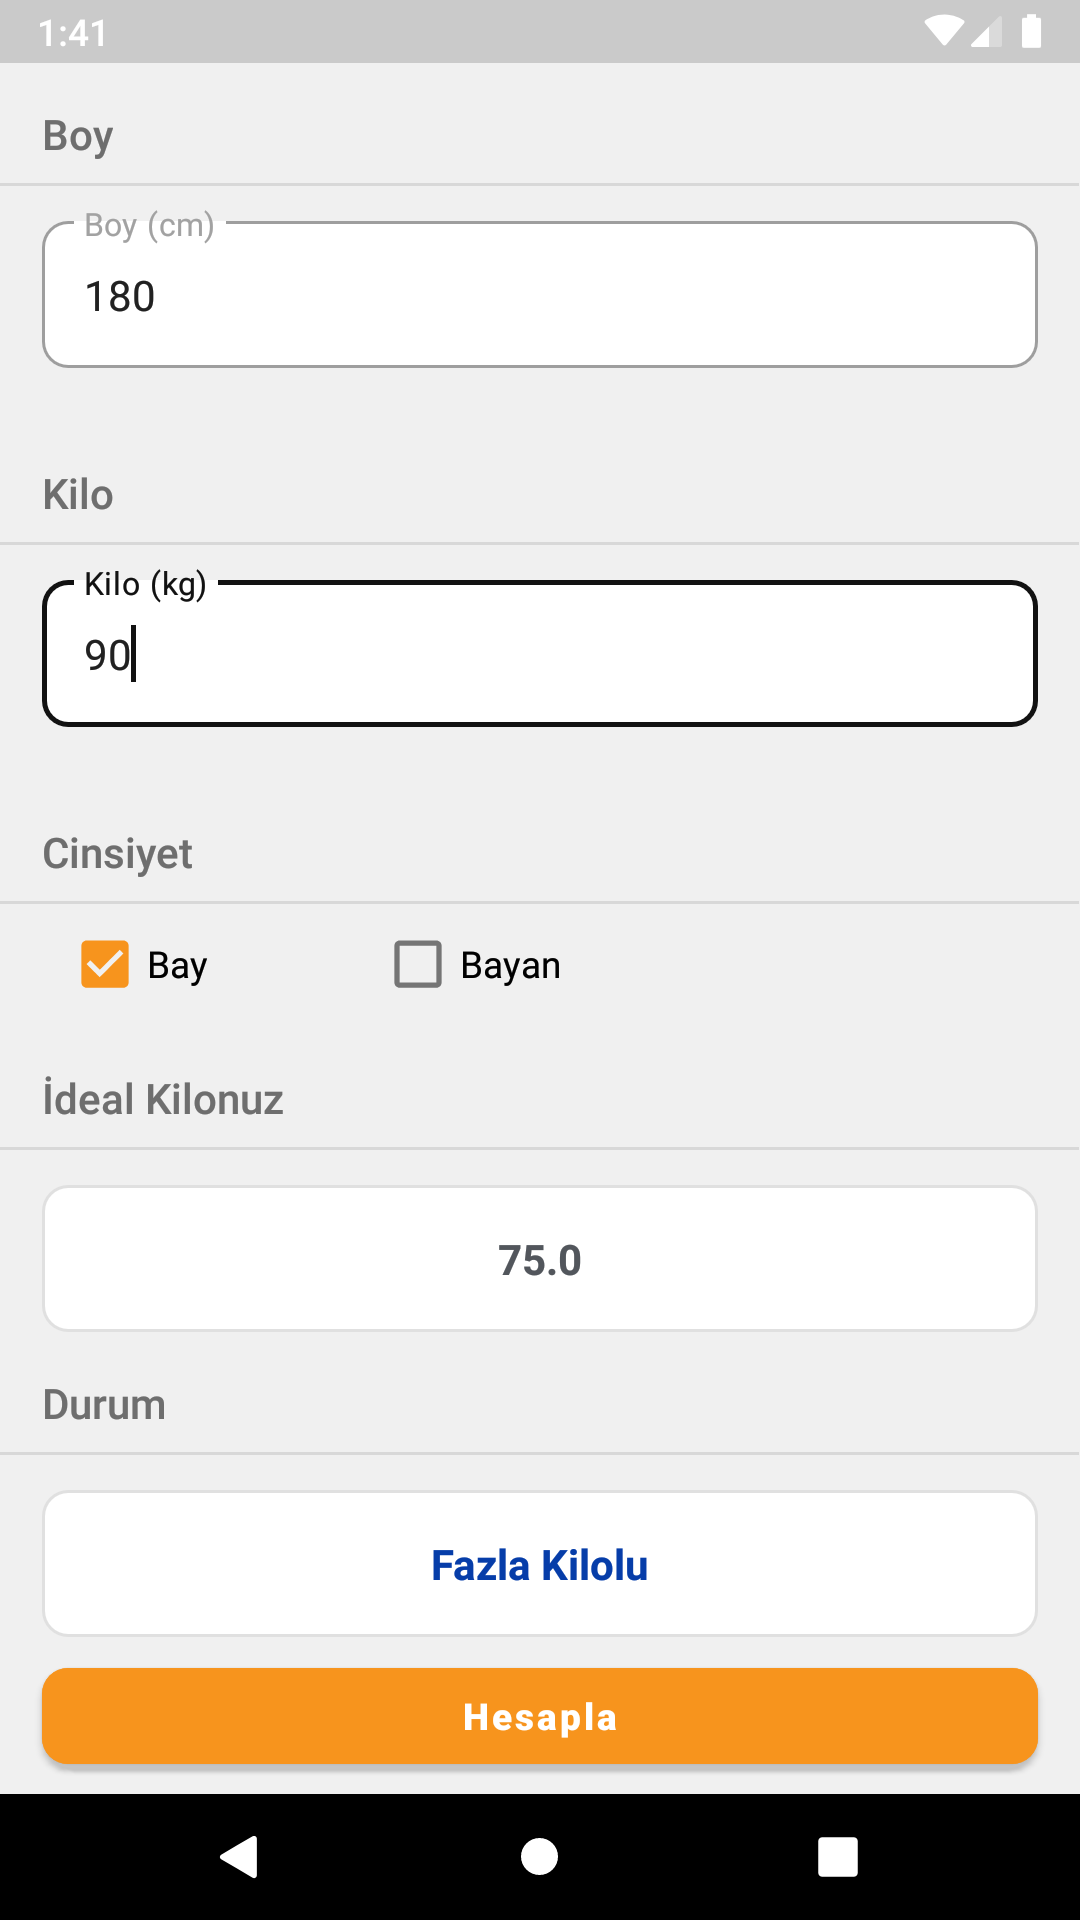 1:41
Boy
Boy (cm)
180
Kilo
Kilo (kg)
90
Cinsiyet
Bay
Bayan
İdeal Kilonuz
75.0
Durum
Fazla Kilolu
Hesapla